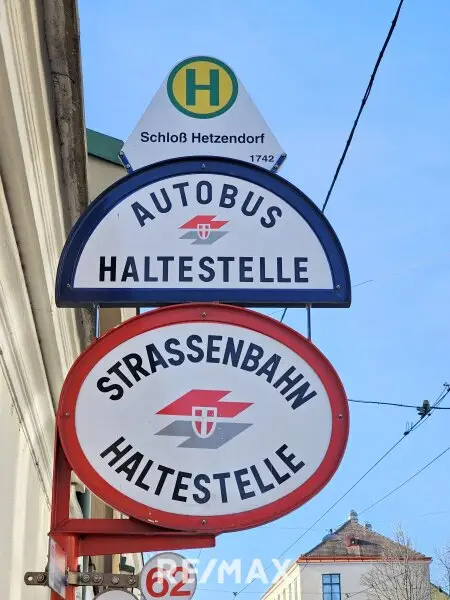 H
Schloß Hetzendorf
1742
AUTOBUS
HALTESTELLE
STRASSENBAHN
HALTESTELLE
62
RE/MAX